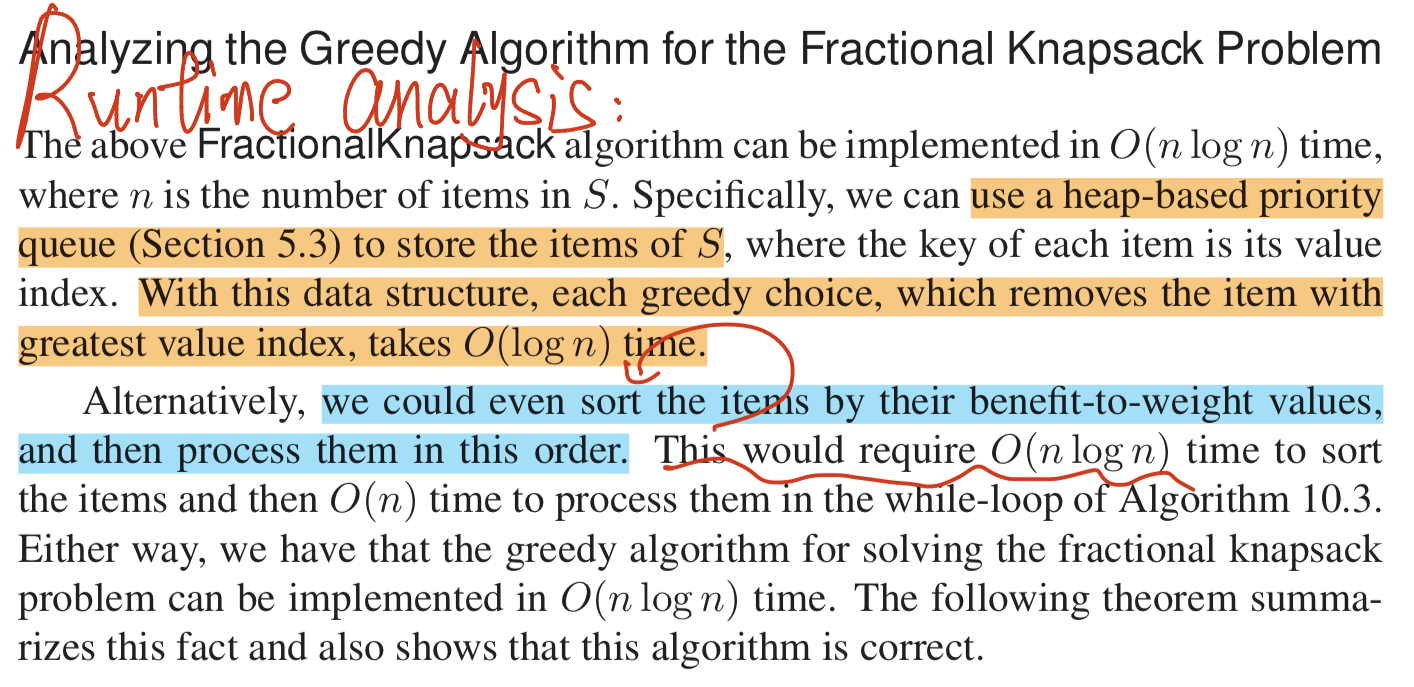 Analyzing the Greedy Algorithm for the Fractional Knapsack Problem
Runtime analysis:
The above FractionalKnapsack algorithm can be implemented in O(n log n) time,
where n is the number of items in S. Specifically, we can use a heap-based priority
queue (Section 5.3) to store the items of S, where the key of each item is its value
index. With this data structure, each greedy choice, which removes the item with
greatest value index, takes O(log n) time.
Alternatively, we could even sort the items by their benefit-to-weight values,
and then process them in this order. This would require O(n log n) time to sort
the items and then O(n) time to process them in the while-loop of Algorithm 10.3.
Either way, we have that the greedy algorithm for solving the fractional knapsack
problem can be implemented in O(n log n) time. The following theorem summa-
rizes this fact and also shows that this algorithm is correct.